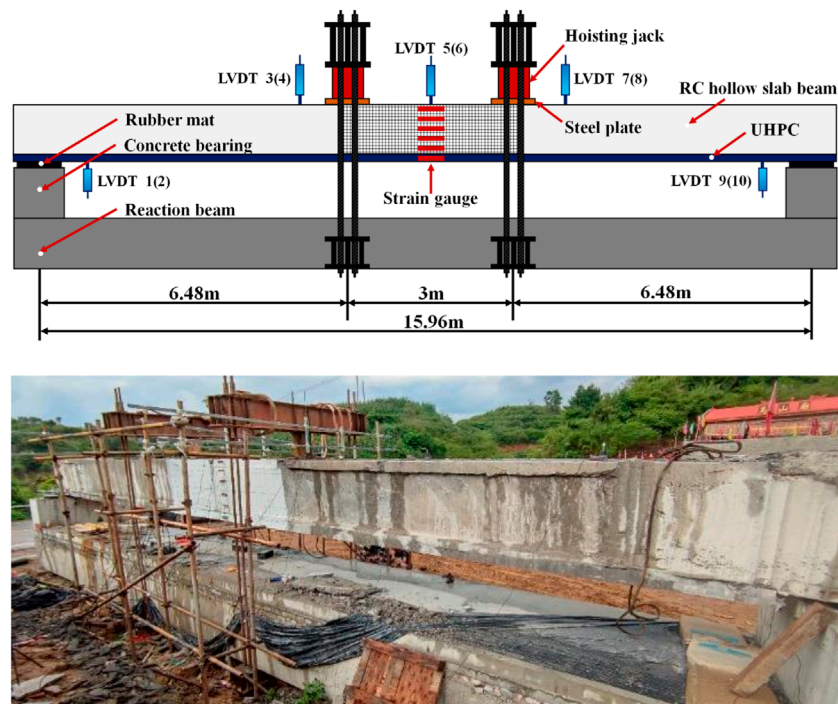 LVDT 5(6)
Hoisting jack
LVDT 3(4)
LVDT 7(8)
RC hollow slab beam
Rubber mat
Steel plate
UHPC
Concrete bearing
LVDT 1(2)
LVDT 9(10)
Strain gauge
Reaction beam
6.48m
3m
6.48m
15.96m